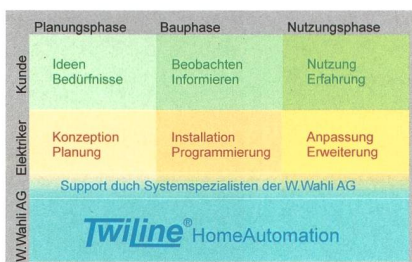 Planungsphase Bauphase Nutzungsphase
Kunde
Ideen Beobachten Nutzung
Bedürfnisse Informieren Erfahrung
Elektriker
Konzeption Installation Anpassung
Planung Programmierung Erweiterung
W.Wahli AG
Support duch Systemspezialisten der W.Wahli AG
Twiline® HomeAutomation